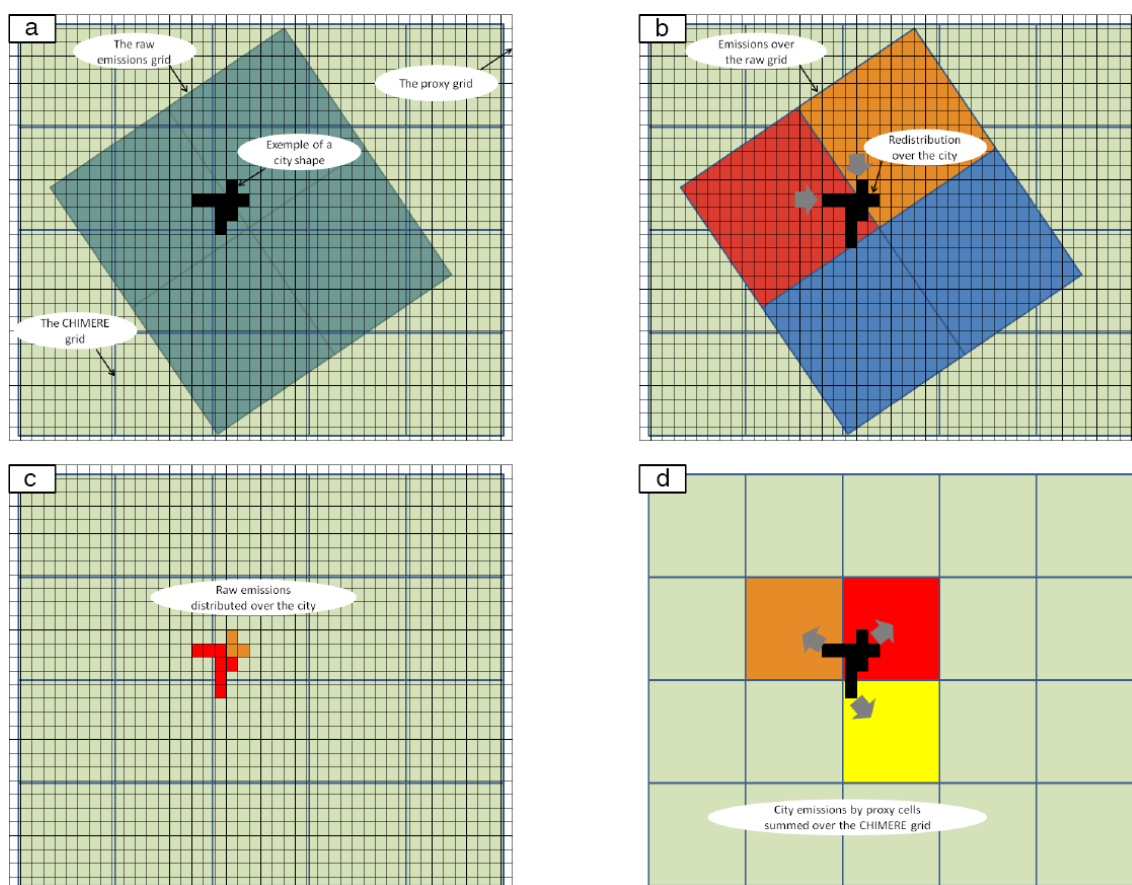 a
The raw
emissions grid
The proxy grid
Exemple of a
city shape
The CHIMERE
grid
b
Emissions over
the raw grid
Redistribution
over the city
c
Raw emissions
distributed over the city
d
City emissions by proxy cells
summed over the CHIMERE grid